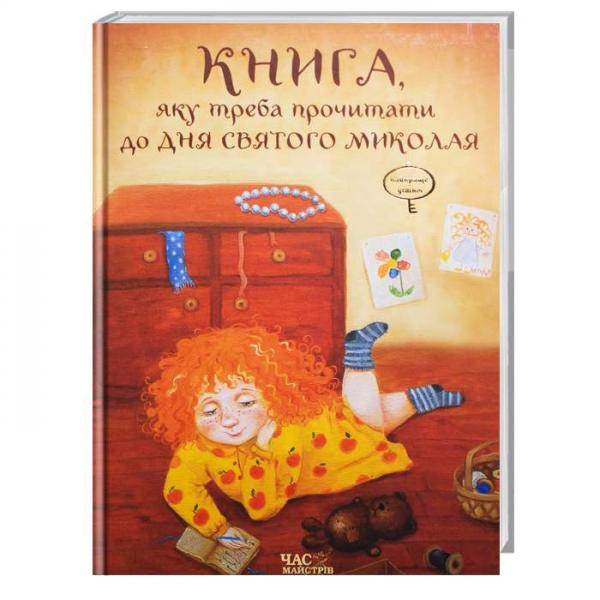 КНИГА,
яку треба прочитати
до ДНЯ СВЯТОГО МИКОЛАЯ
ЧАС
МАЙСТРІВ